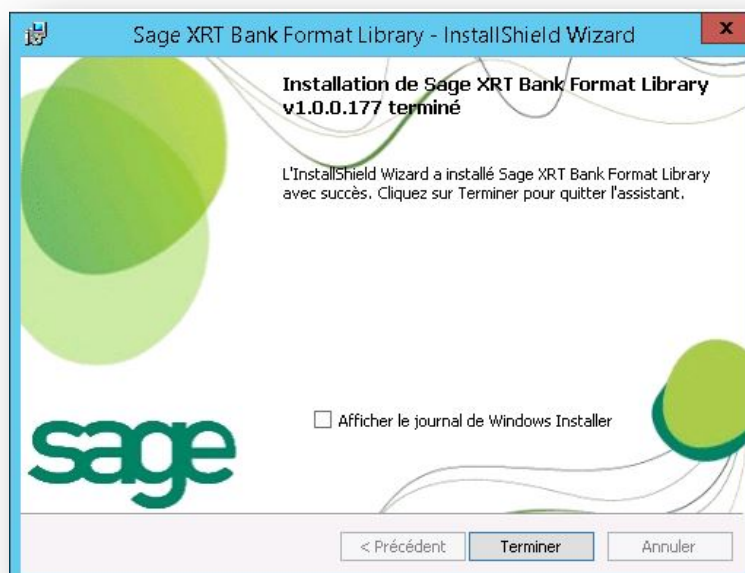 Sage XRT Bank Format Library - InstallShield Wizard
x
Installation de Sage XRT Bank Format Library
v1.0.0.177 terminé
L'InstallShield Wizard a installé Sage XRT Bank Format Library
avec succès. Cliquez sur Terminer pour quitter l'assistant.
Afficher le journal de Windows Installer
sage
< Précédent
Terminer
Annuler